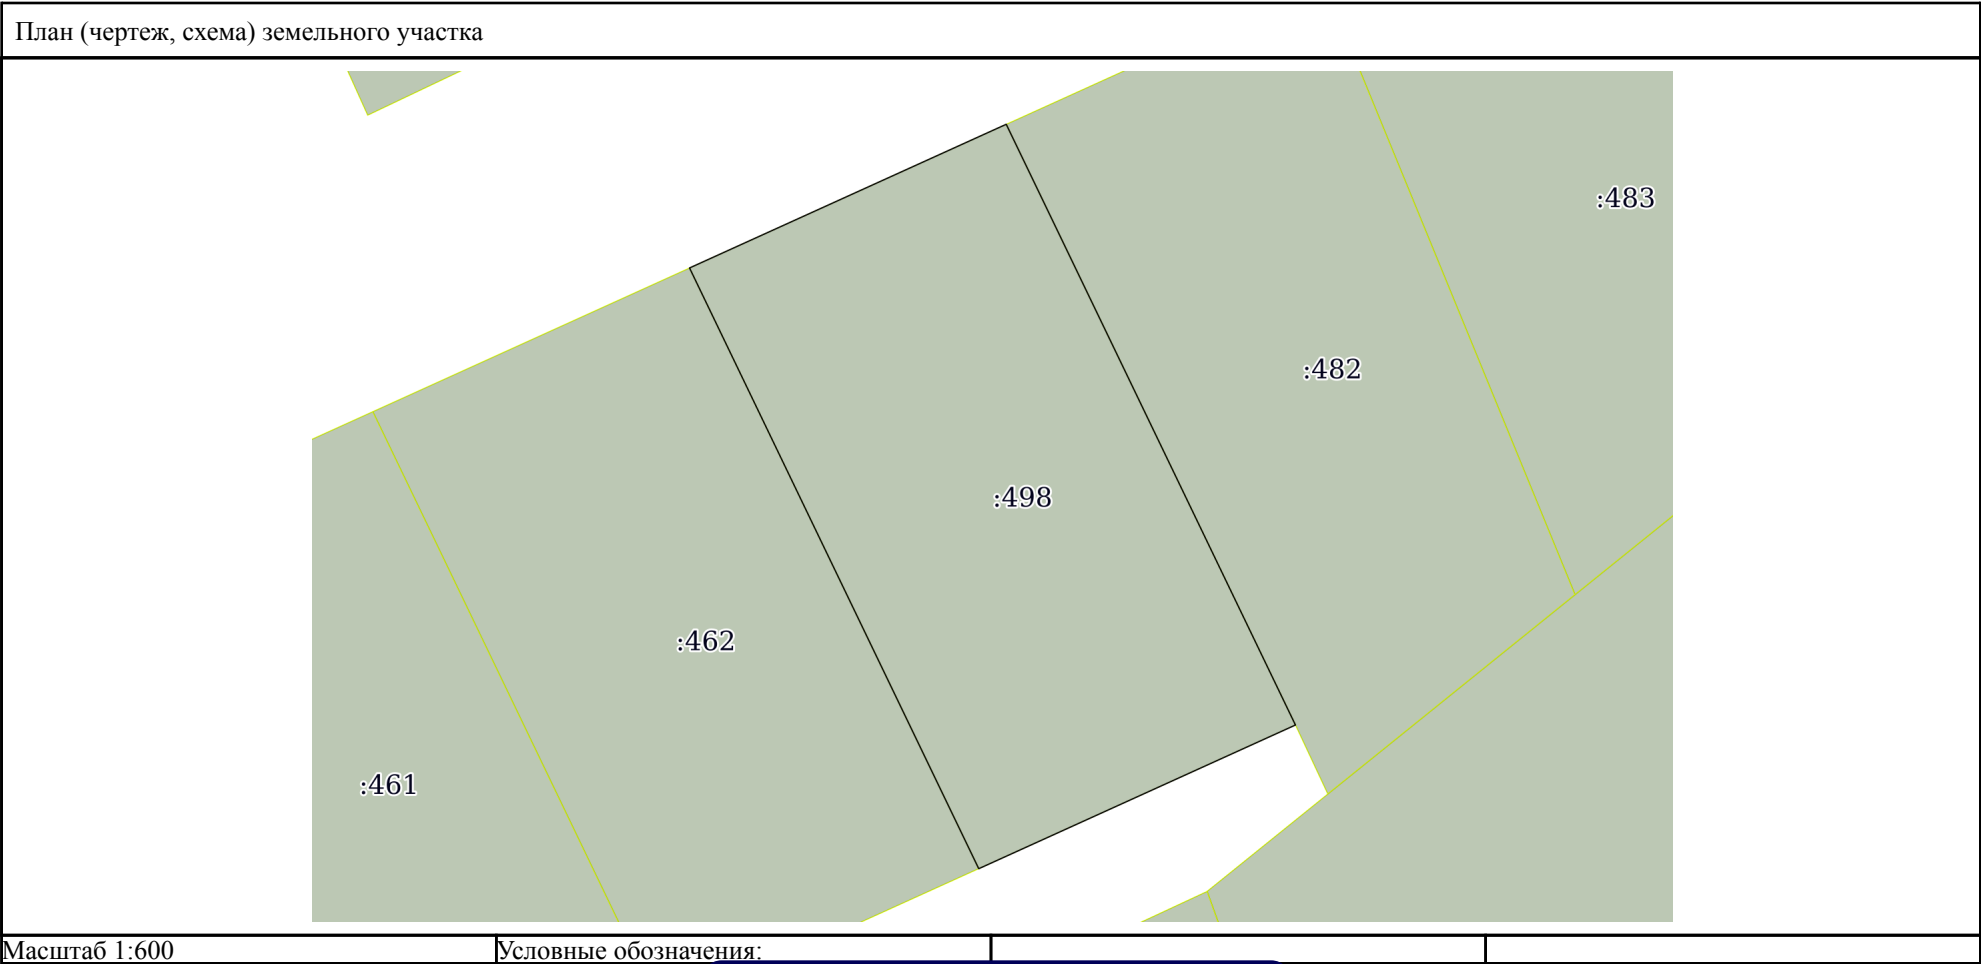 План (чертеж, схема) земельного участка
:483
:482
:498
:462
:461
Масштаб 1:600
Условные обозначения: